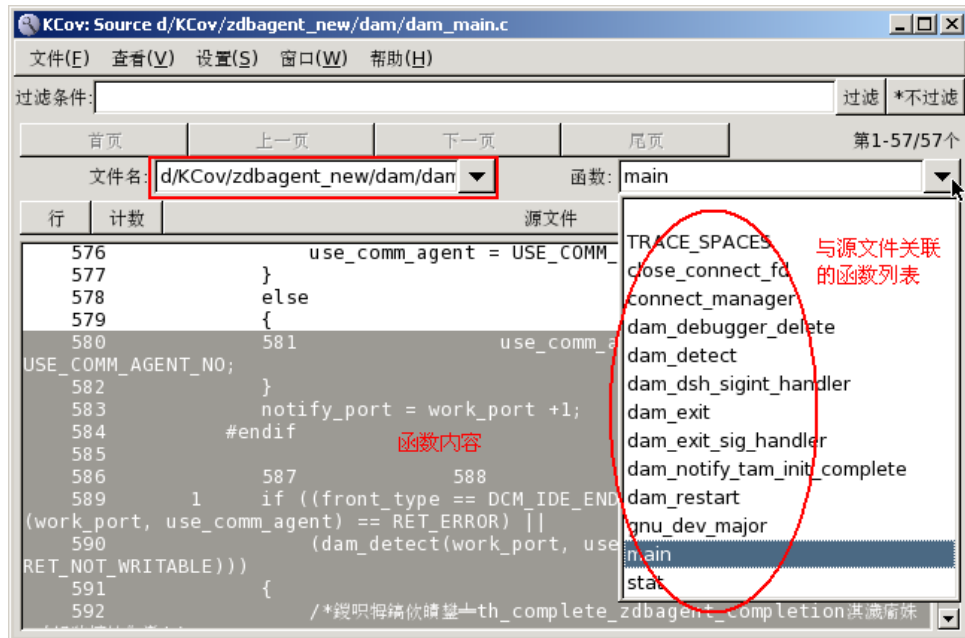 KCov: Source d/KCov/zdbagent_new/dam/dam_main.c
文件(F) 查看(V) 设置(S) 窗口(W) 帮助(H)
过滤条件: 过滤 *不过滤
首页 上一页 下一页 尾页 第1-57/57个
文件名: d/KCov/zdbagent_new/dam/dam 函数: main
行 计数 源文件
576 use_comm_agent = USE_COMM_
577 }
578 else
579 {
580 581 use_comm_a
USE_COMM_AGENT_NO;
582 }
583 notify_port = work_port +1;
584 #endif
585
586 587 588
589 1 if ((front_type == DCM_IDE_END
(work_port, use_comm_agent) == RET_ERROR) ||
590 (dam_detect(work_port, use
RET_NOT_WRITABLE)))
591 {
592 /* th_complete_zdbagent_completion
函数内容
TRACE_SPACES
close_connect_fd
connect_manager
dam_debugger_delete
dam_detect
dam_dsh_sigint_handler
dam_exit
dam_exit_sig_handler
dam_notify_tam_init_complete
dam_restart
gnu_dev_major
main
stat
与源文件关联
的函数列表